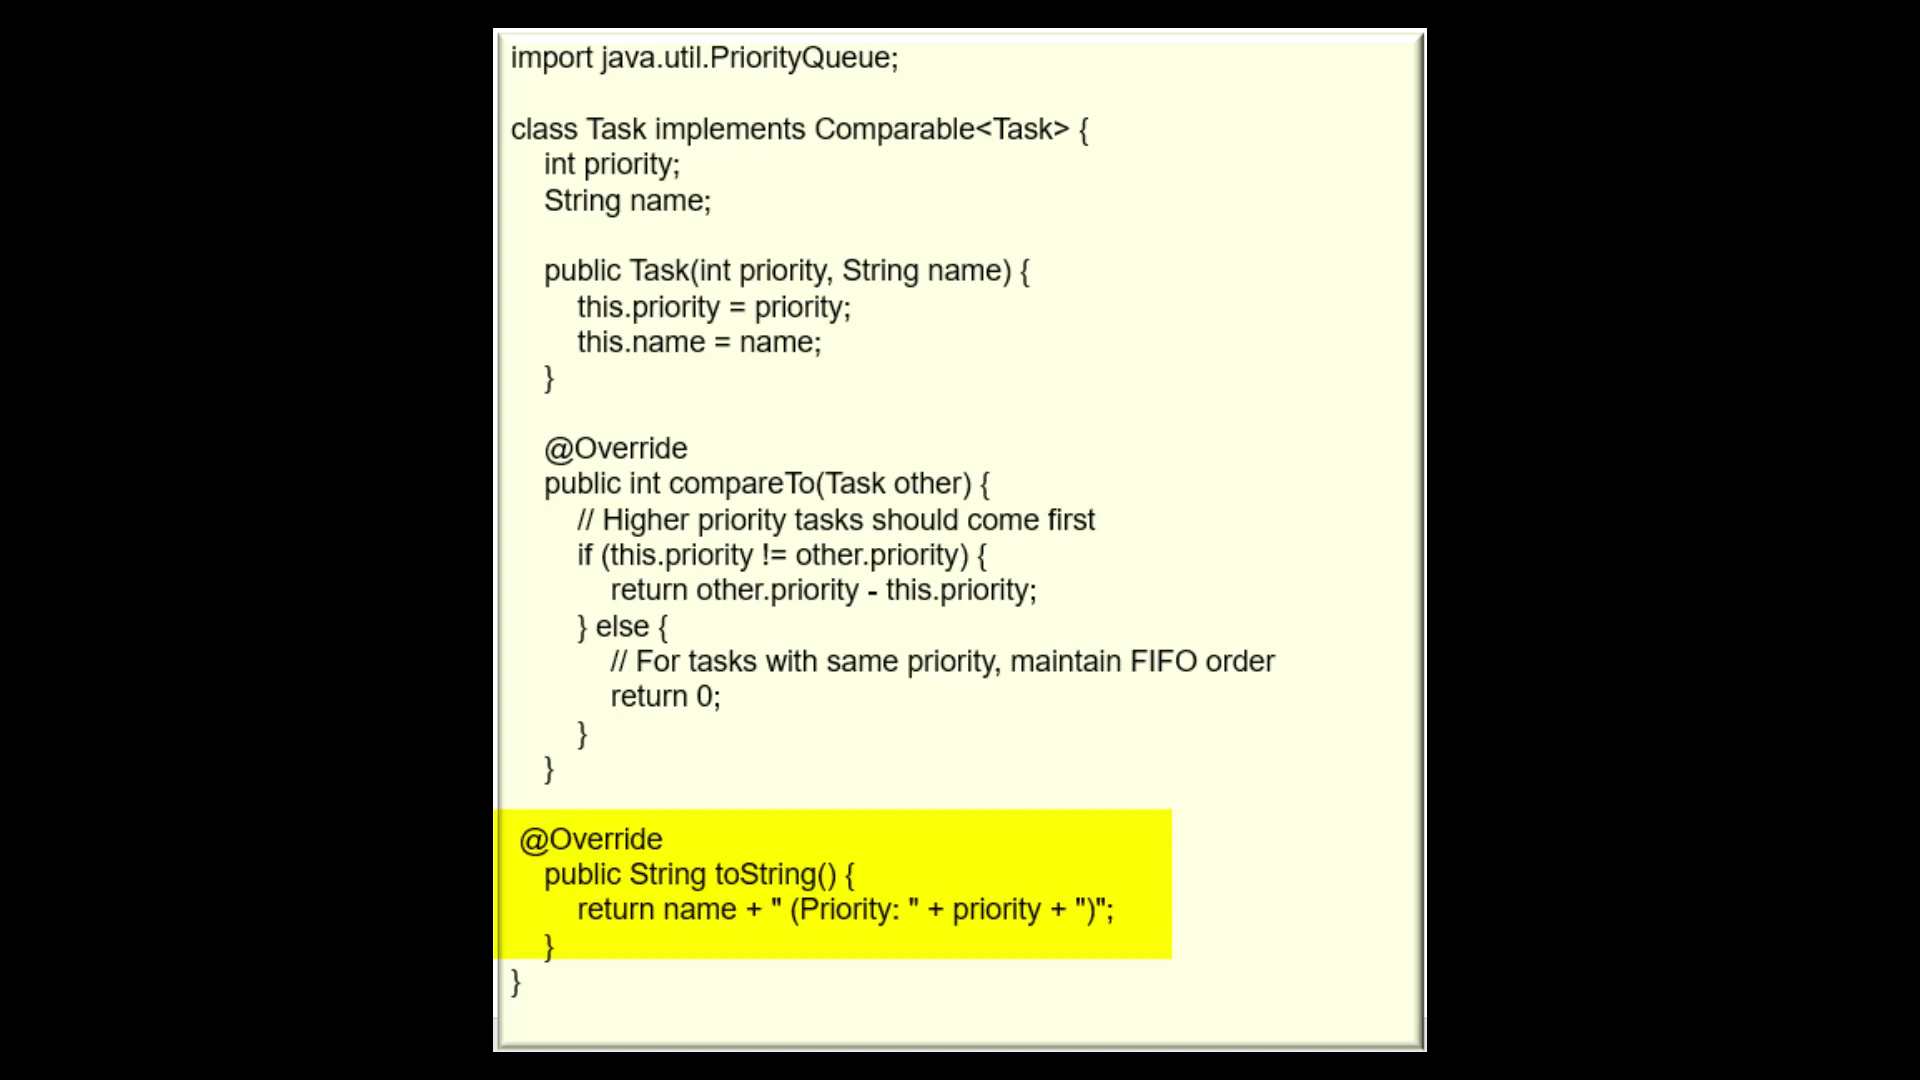 import java.util.PriorityQueue;
class Task implements Comparable<Task> {
int priority;
String name;
public Task(int priority, String name) {
this.priority = priority;
this.name = name;
}
@Override
public int compareTo(Task other) {
// Higher priority tasks should come first
if (this.priority != other.priority) {
return other.priority - this.priority;
} else {
// For tasks with same priority, maintain FIFO order
return 0;
}
}
@Override
public String toString() {
return name + " (Priority: " + priority + ")";
}
}